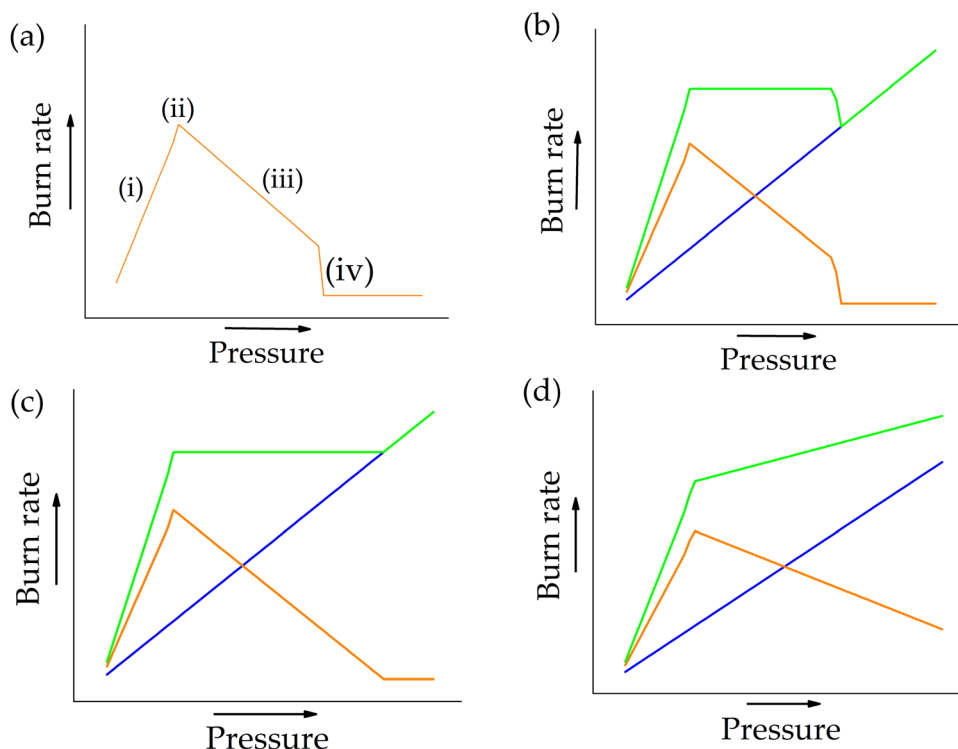 (a)
(i)
(ii)
(iii)
(iv)
Burn rate
Pressure
(b)
Burn rate
Pressure
(c)
Burn rate
Pressure
(d)
Burn rate
Pressure